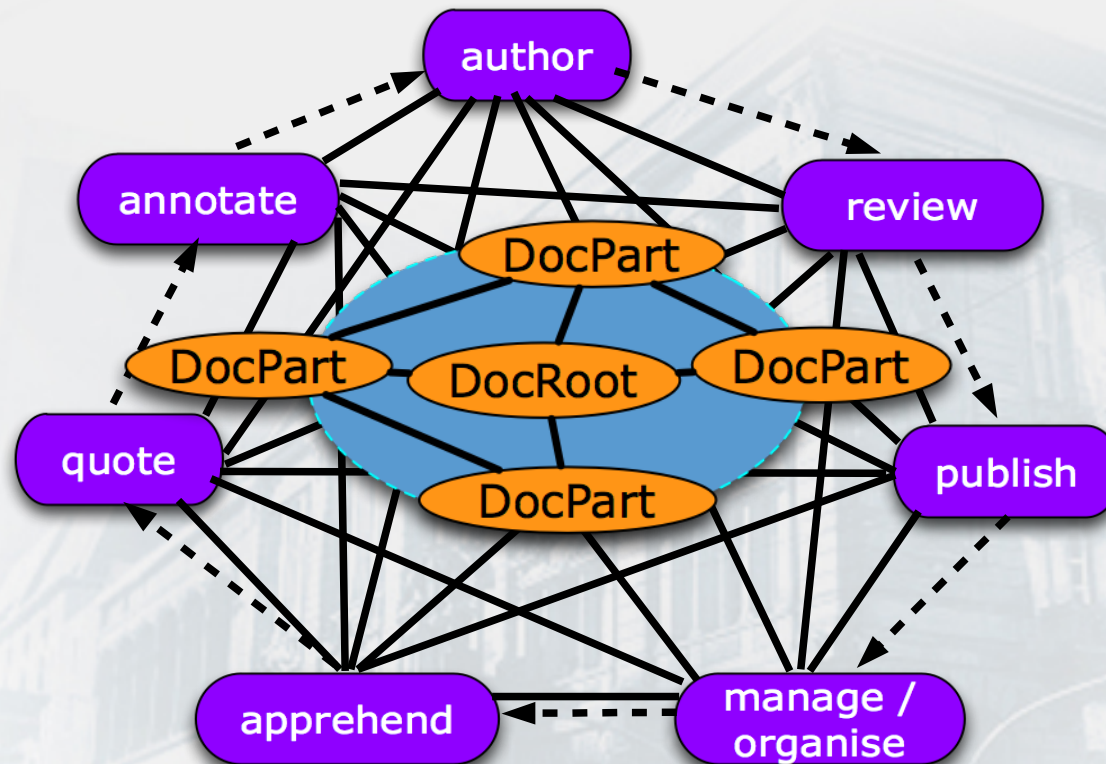 author
annotate
review
DocPart
DocPart
DocRoot
DocPart
quote
publish
DocPart
apprehend
manage /
organise